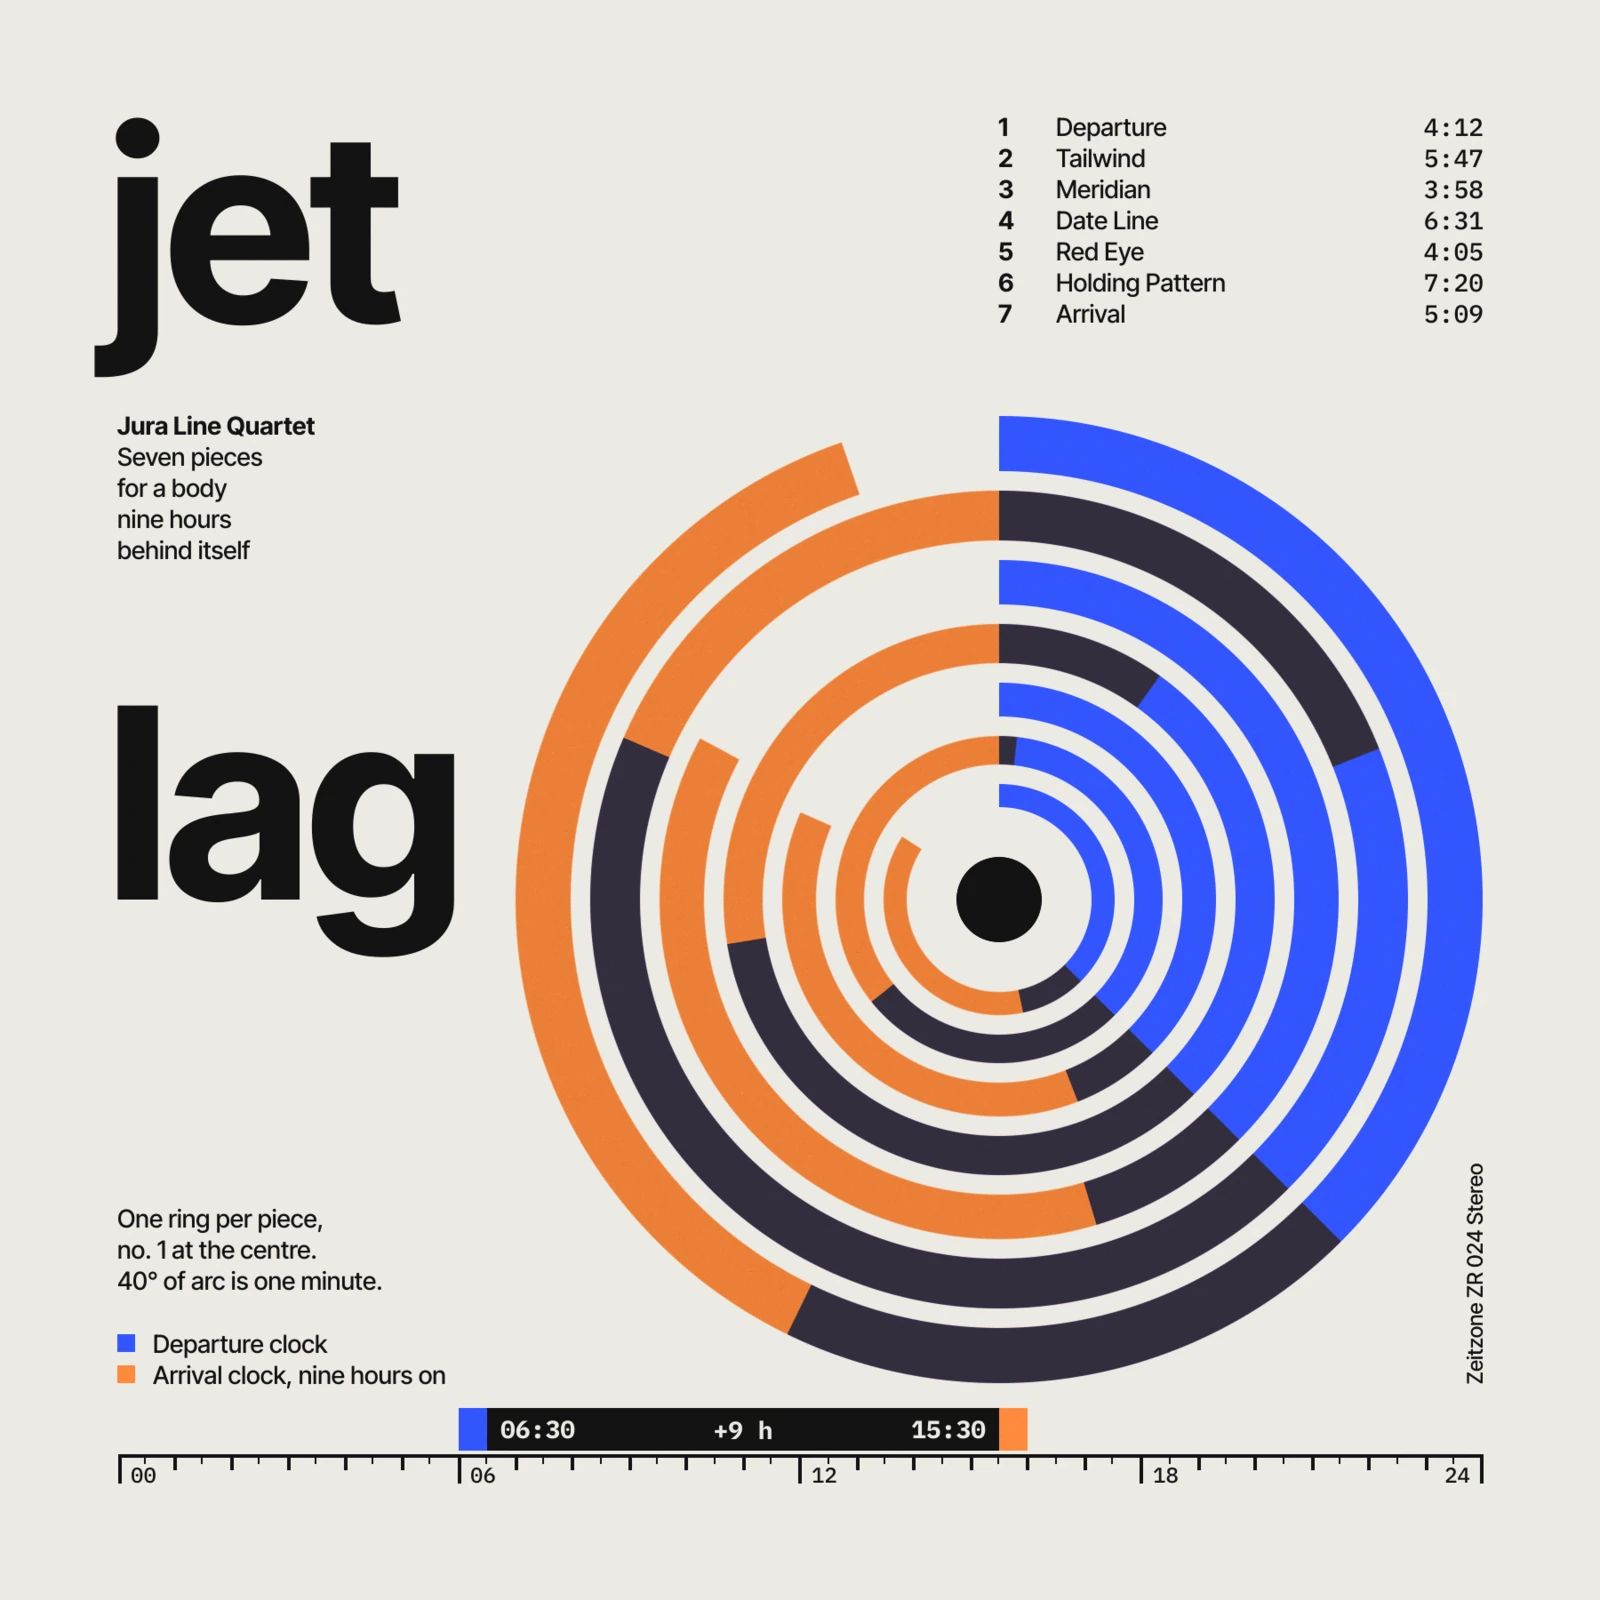 jet
1 Departure 4:12
2 Tailwind 5:47
3 Meridian 3:58
4 Date Line 6:31
5 Red Eye 4:05
6 Holding Pattern 7:20
7 Arrival 5:09
Jura Line Quartet
Seven pieces
for a body
nine hours
behind itself
lag
One ring per piece,
no. 1 at the centre.
40° of arc is one minute.
Departure clock
Arrival clock, nine hours on
Zeitzone ZR 024 Stereo
06:30 +9 h 15:30
00 06 12 18 24